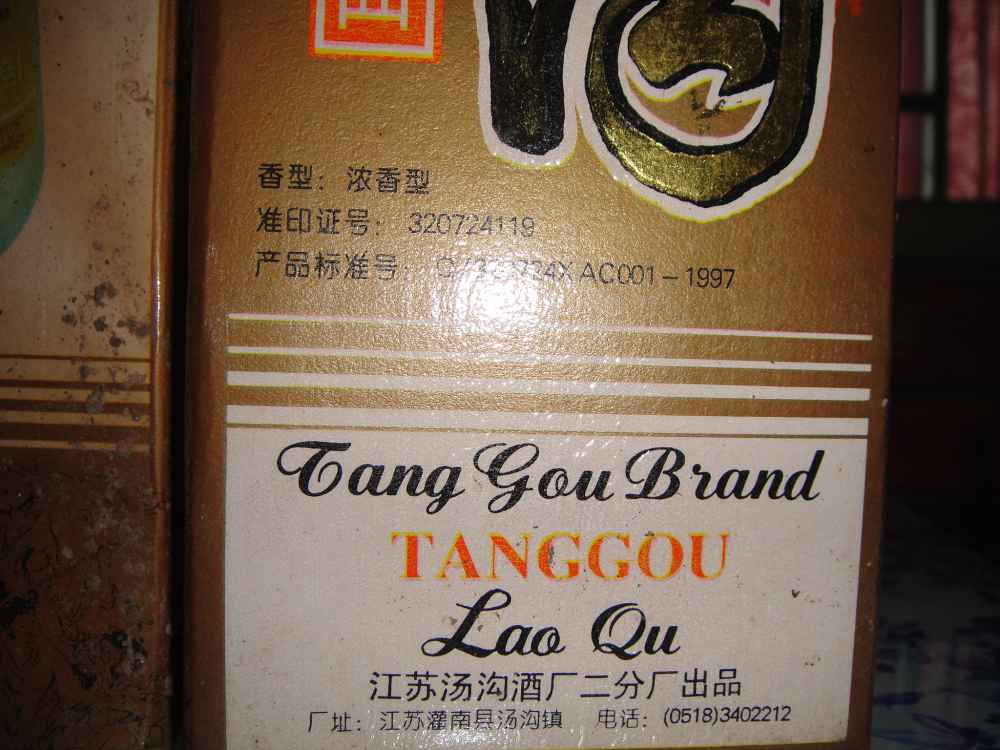 香型：浓香型
准印证号：320724119
产品标准号：724X AC001－1997
Tang Gou Brand
TANGGOU
Lao Qu
江苏汤沟酒厂二分厂出品
厂址：江苏灌南县汤沟镇 电话：(0518)3402212